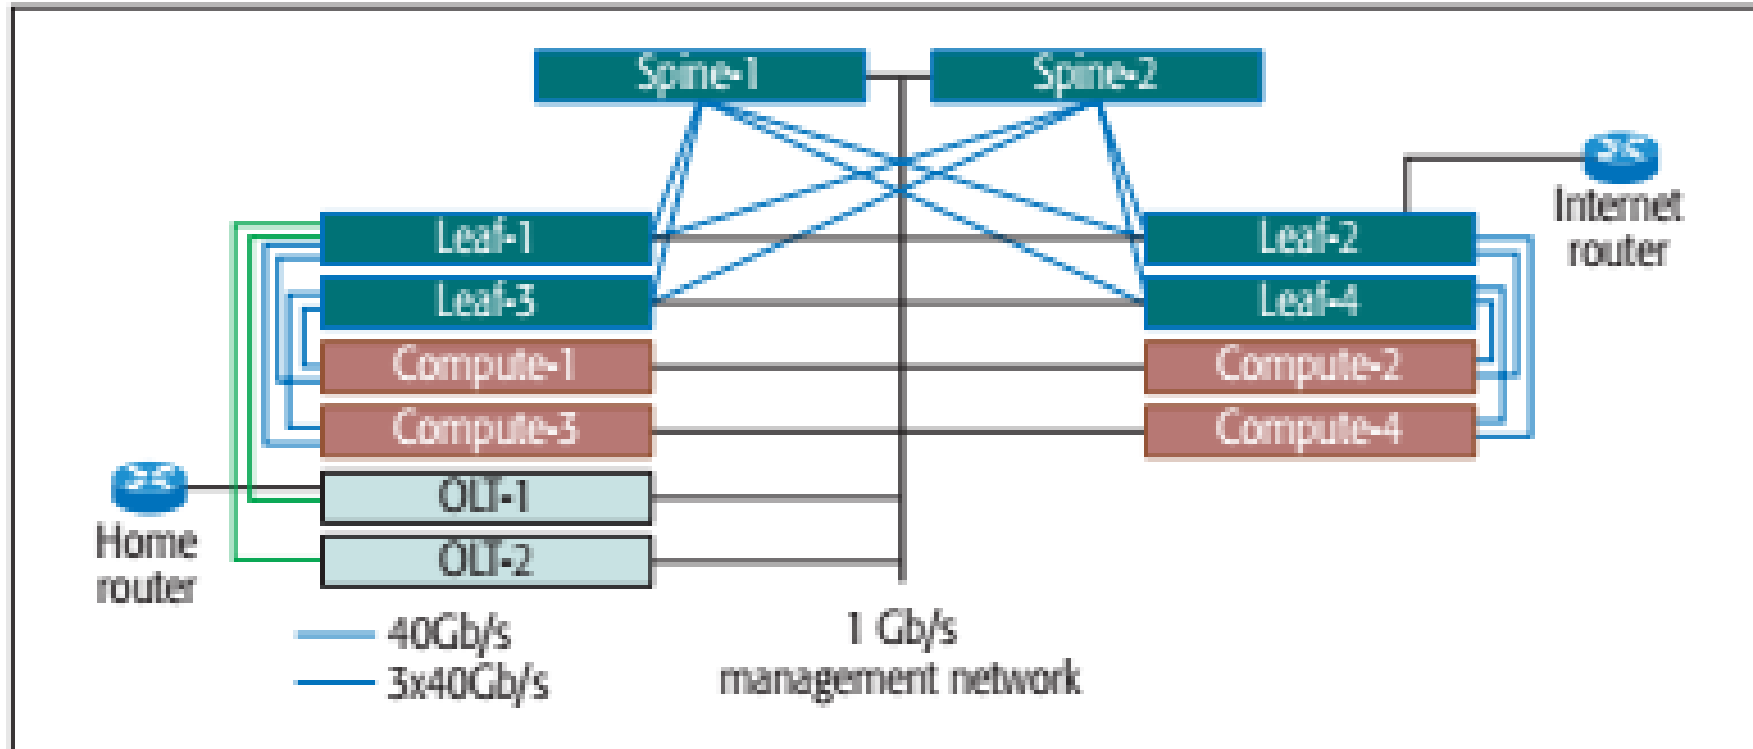 Spine-1
Spine-2
Internet
router
Leaf-1
Leaf-2
Leaf-3
Leaf-4
Compute-1
Compute-2
Compute-3
Compute-4
OLT-1
Home
router
OLT-2
40Gb/s
3x40Gb/s
1 Gb/s
management network